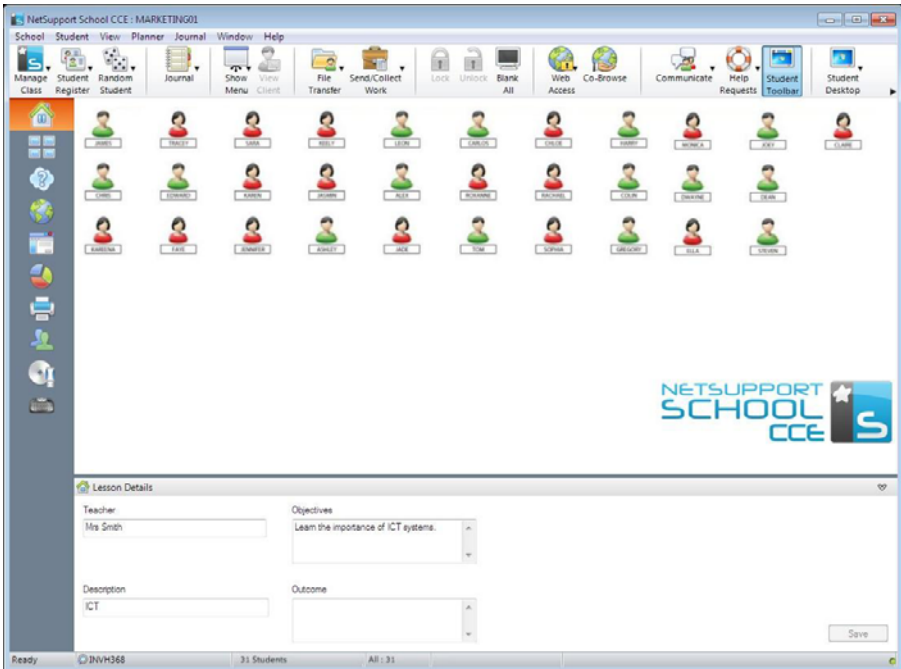 NetSupport School CCE : MARKETING01
School Student View Planner Journal Window Help
Manage Class
Student Register
Random Student
Journal
Show Menu
View Client
File Transfer
Send/Collect Work
Lock
Unlock
Blank All
Web Access
Co-Browse
Communicate
Help Requests
Student Toolbar
Student Desktop
JAMES TRACEY SARA KEELY LEON CARLOS CHLOE HARRY MONICA JOEY CLAIRE
CHRIS EDWARD KAREN JASMIN ALEX ROXANNE RACHAEL COLIN DWAYNE DEAN
KAREENA FAYE JENNIFER ASHLEY JADE TOM SOPHIA GREGORY ELLA STEVEN
NETSUPPORT
SCHOOL
CCE
Lesson Details
Teacher Objectives
Mrs Smith Learn the importance of ICT systems.
Description Outcome
ICT
Save
Ready INVH368 31 Students All : 31